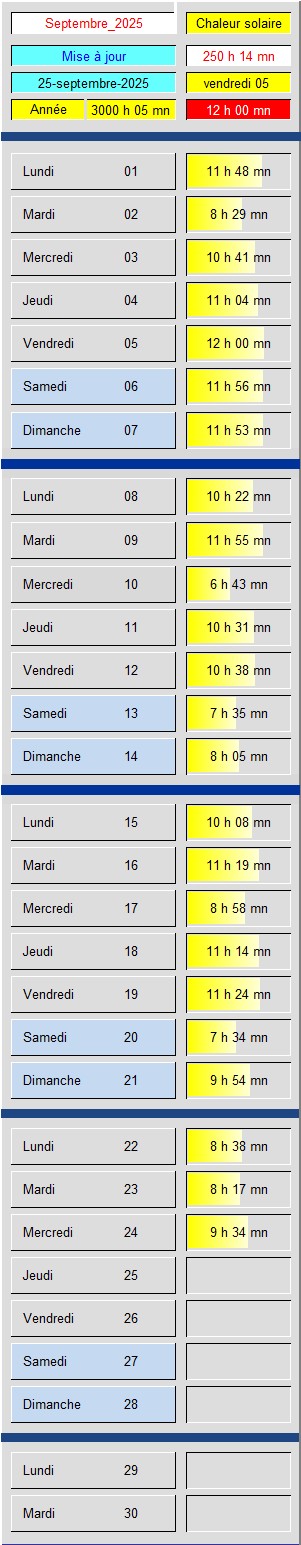 Septembre_2025 Chaleur solaire
Mise à jour 250 h 14 mn
25-septembre-2025 vendredi 05
Année 3000 h 05 mn 12 h 00 mn
Lundi 01 11 h 48 mn
Mardi 02 8 h 29 mn
Mercredi 03 10 h 41 mn
Jeudi 04 11 h 04 mn
Vendredi 05 12 h 00 mn
Samedi 06 11 h 56 mn
Dimanche 07 11 h 53 mn
Lundi 08 10 h 22 mn
Mardi 09 11 h 55 mn
Mercredi 10 6 h 43 mn
Jeudi 11 10 h 31 mn
Vendredi 12 10 h 38 mn
Samedi 13 7 h 35 mn
Dimanche 14 8 h 05 mn
Lundi 15 10 h 08 mn
Mardi 16 11 h 19 mn
Mercredi 17 8 h 58 mn
Jeudi 18 11 h 14 mn
Vendredi 19 11 h 24 mn
Samedi 20 7 h 34 mn
Dimanche 21 9 h 54 mn
Lundi 22 8 h 38 mn
Mardi 23 8 h 17 mn
Mercredi 24 9 h 34 mn
Jeudi 25
Vendredi 26
Samedi 27
Dimanche 28
Lundi 29
Mardi 30